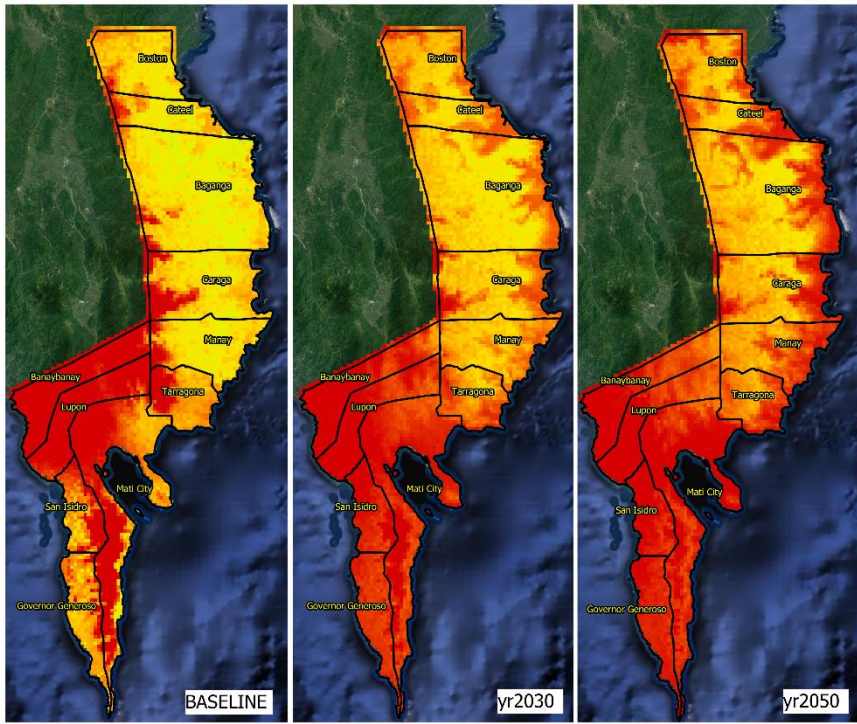 Boston
Cateel
Baganga
Caraga
Manay
Banaybanay
Tarragona
Lupon
Mati City
San Isidro
Governor Generoso
BASELINE
Boston
Cateel
Baganga
Caraga
Manay
Banaybanay
Tarragona
Lupon
Mati City
San Isidro
Governor Generoso
yr2030
Boston
Cateel
Baganga
Caraga
Manay
Banaybanay
Tarragona
Lupon
Mati City
San Isidro
Governor Generoso
yr2050